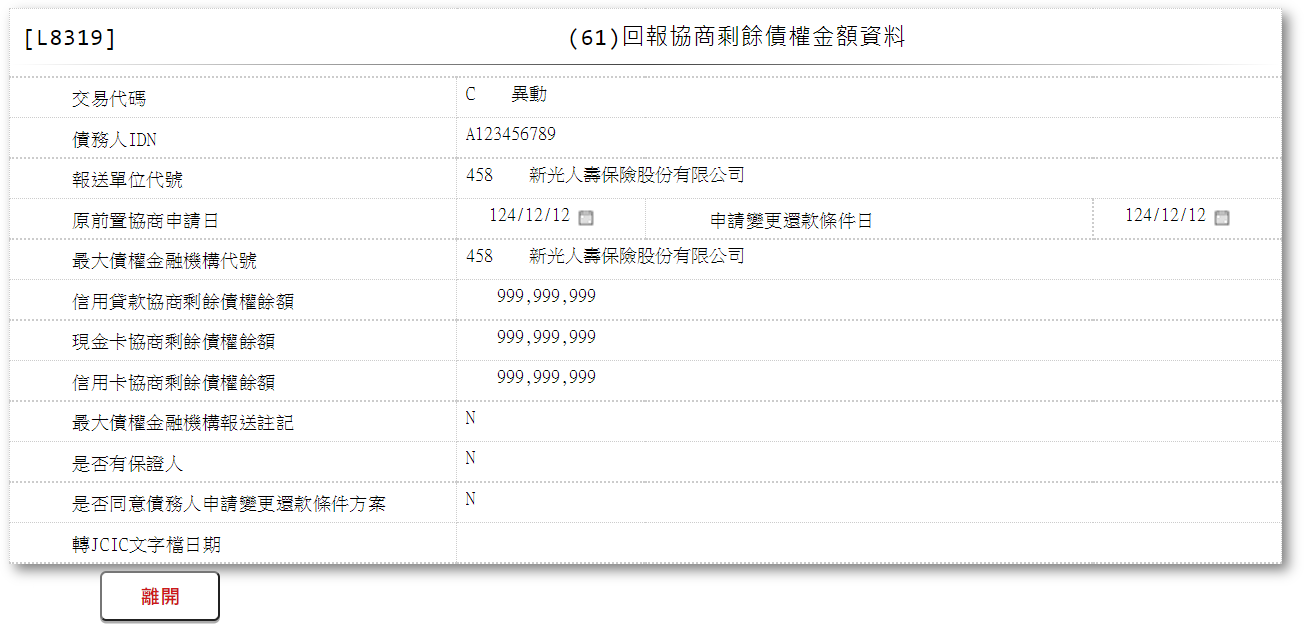 [L8319] (61)回報協商剩餘債權金額資料
交易代碼 C 異動
債務人IDN A123456789
報送單位代號 458 新光人壽保險股份有限公司
原前置協商申請日 124/12/12 申請變更還款條件日 124/12/12
最大債權金融機構代號 458 新光人壽保險股份有限公司
信用貸款協商剩餘債權餘額 999,999,999
現金卡協商剩餘債權餘額 999,999,999
信用卡協商剩餘債權餘額 999,999,999
最大債權金融機構報送註記 N
是否有保證人 N
是否同意債務人申請變更還款條件方案 N
轉JCIC文字檔日期
離開